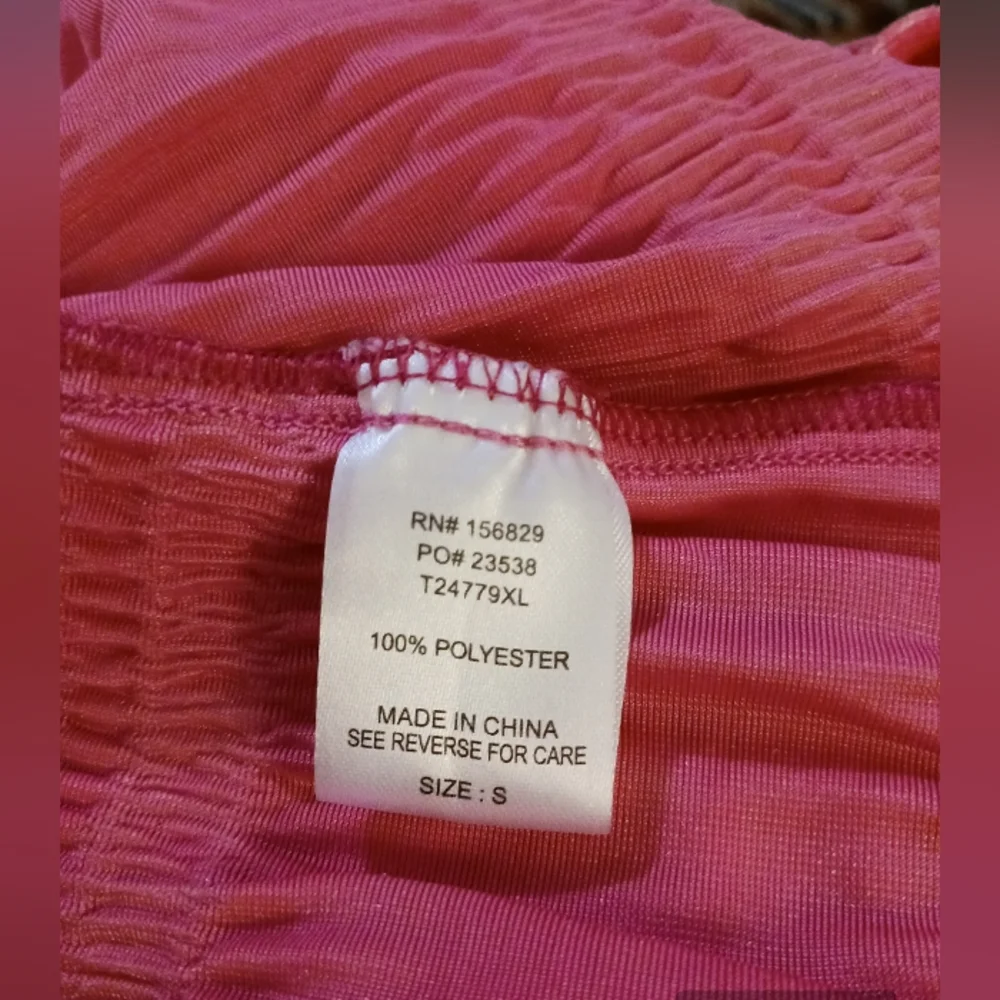 RN# 156829
PO# 23538
T24779XL
100% POLYESTER
MADE IN CHINA
SEE REVERSE FOR CARE
SIZE : S